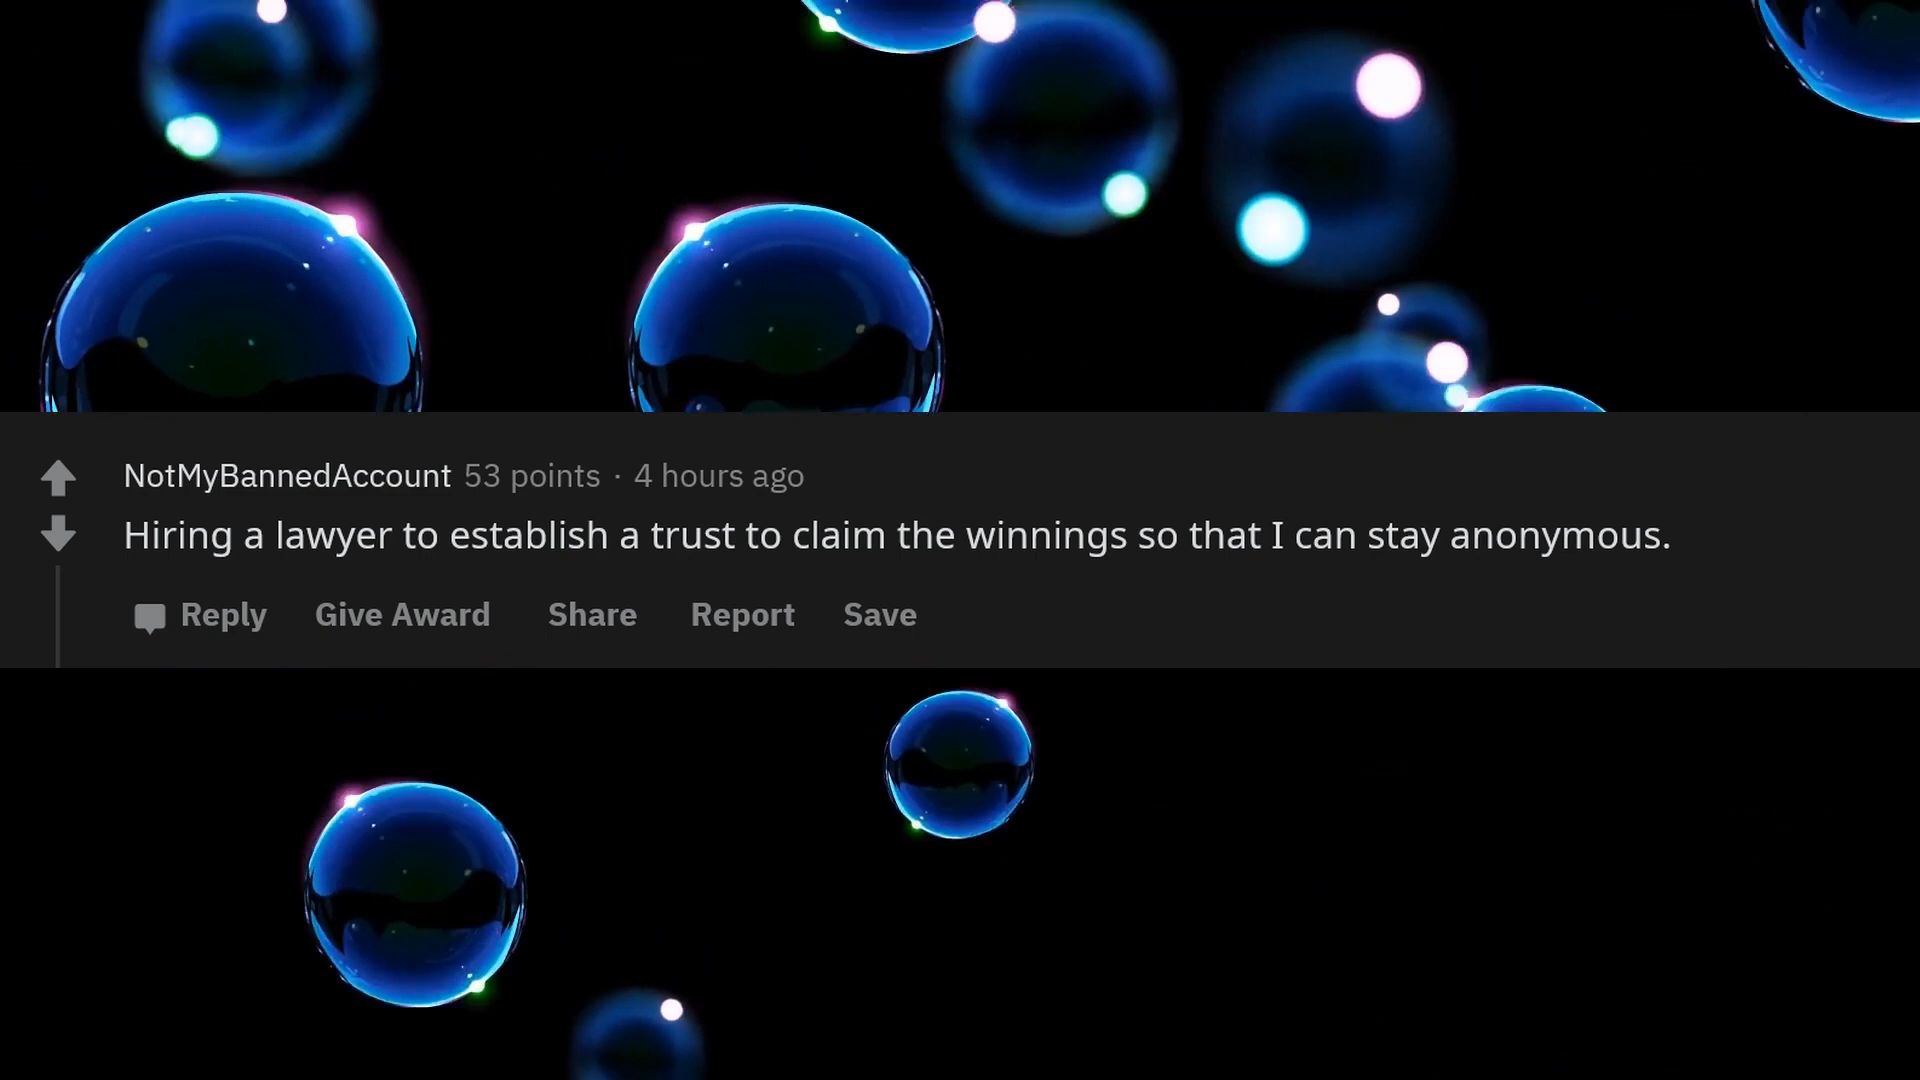 NotMyBannedAccount 53 points · 4 hours ago
Hiring a lawyer to establish a trust to claim the winnings so that I can stay anonymous.
Reply Give Award Share Report Save